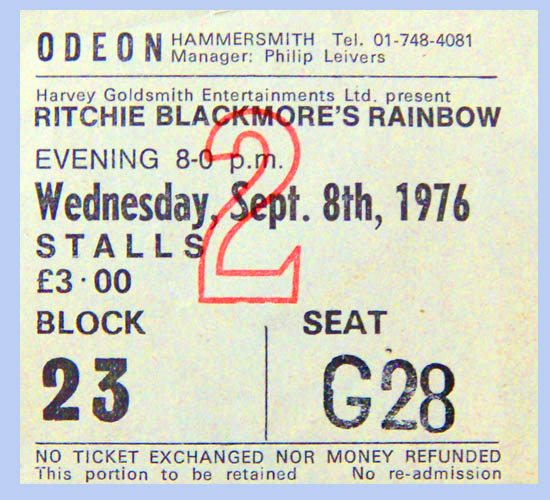 ODEON HAMMERSMITH Tel. 01-748-4081
Manager: Philip Leivers
Harvey Goldsmith Entertainments Ltd. present
RITCHIE BLACKMORE'S RAINBOW
EVENING 8-0 p.m.
Wednesday, Sept. 8th, 1976
2
STALLS
£3·00
BLOCK SEAT
23 G28
NO TICKET EXCHANGED NOR MONEY REFUNDED
This portion to be retained No re-admission